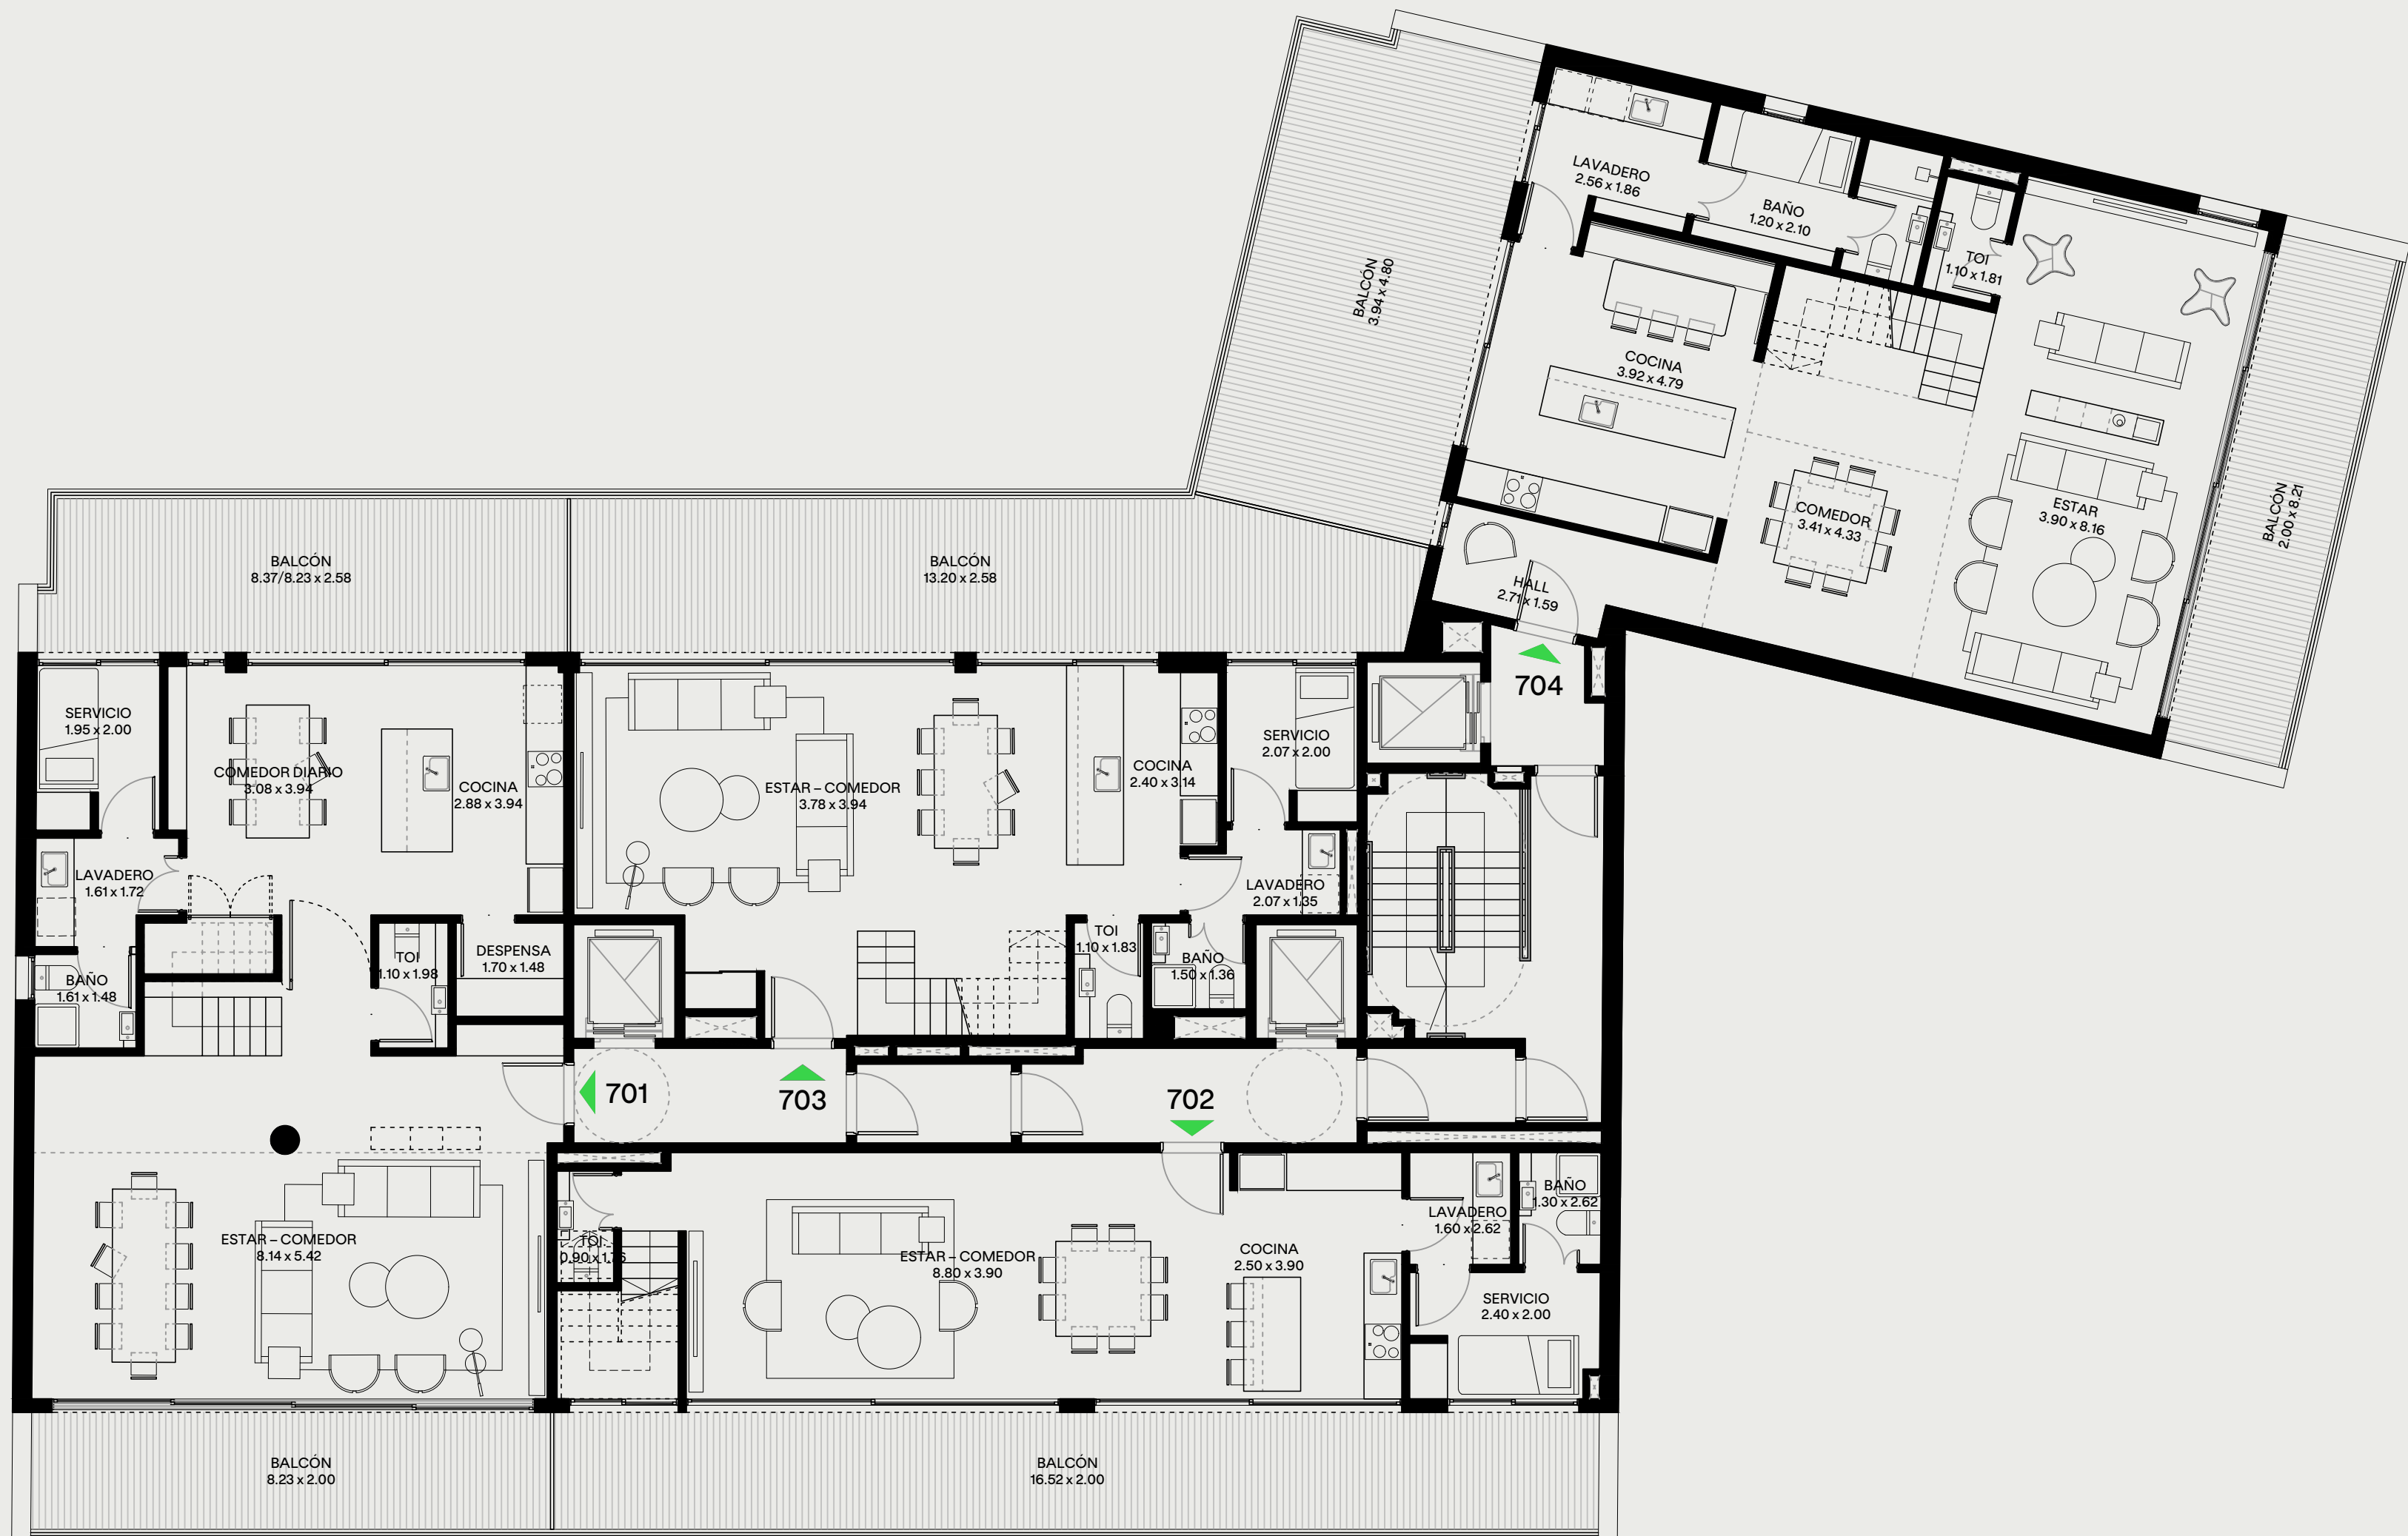 LAVADERO
2.56 x 1.86
BAÑO
1.20 x 2.10
TOI
1.10 x 1.81
BALCÓN
3.94 x 4.80
COCINA
3.92 x 4.79
COMEDOR
3.41 x 4.33
ESTAR
3.90 x 8.16
BALCÓN
2.00 x 8.21
HALL
2.71 x 1.59
704
BALCÓN
8.37/8.23 x 2.58
BALCÓN
13.20 x 2.58
SERVICIO
1.95 x 2.00
COMEDOR DIARIO
3.08 x 3.94
COCINA
2.88 x 3.94
ESTAR – COMEDOR
3.78 x 3.94
COCINA
2.40 x 3.14
SERVICIO
2.07 x 2.00
LAVADERO
1.61 x 1.72
LAVADERO
2.07 x 1.35
BAÑO
1.61 x 1.48
TOI
1.10 x 1.98
DESPENSA
1.70 x 1.48
TOI
1.10 x 1.83
BAÑO
1.50 x 1.36
701
703
702
ESTAR – COMEDOR
8.14 x 5.42
TOI
0.90 x 1.76
ESTAR – COMEDOR
8.80 x 3.90
COCINA
2.50 x 3.90
LAVADERO
1.60 x 2.62
BAÑO
1.30 x 2.62
SERVICIO
2.40 x 2.00
BALCÓN
8.23 x 2.00
BALCÓN
16.52 x 2.00